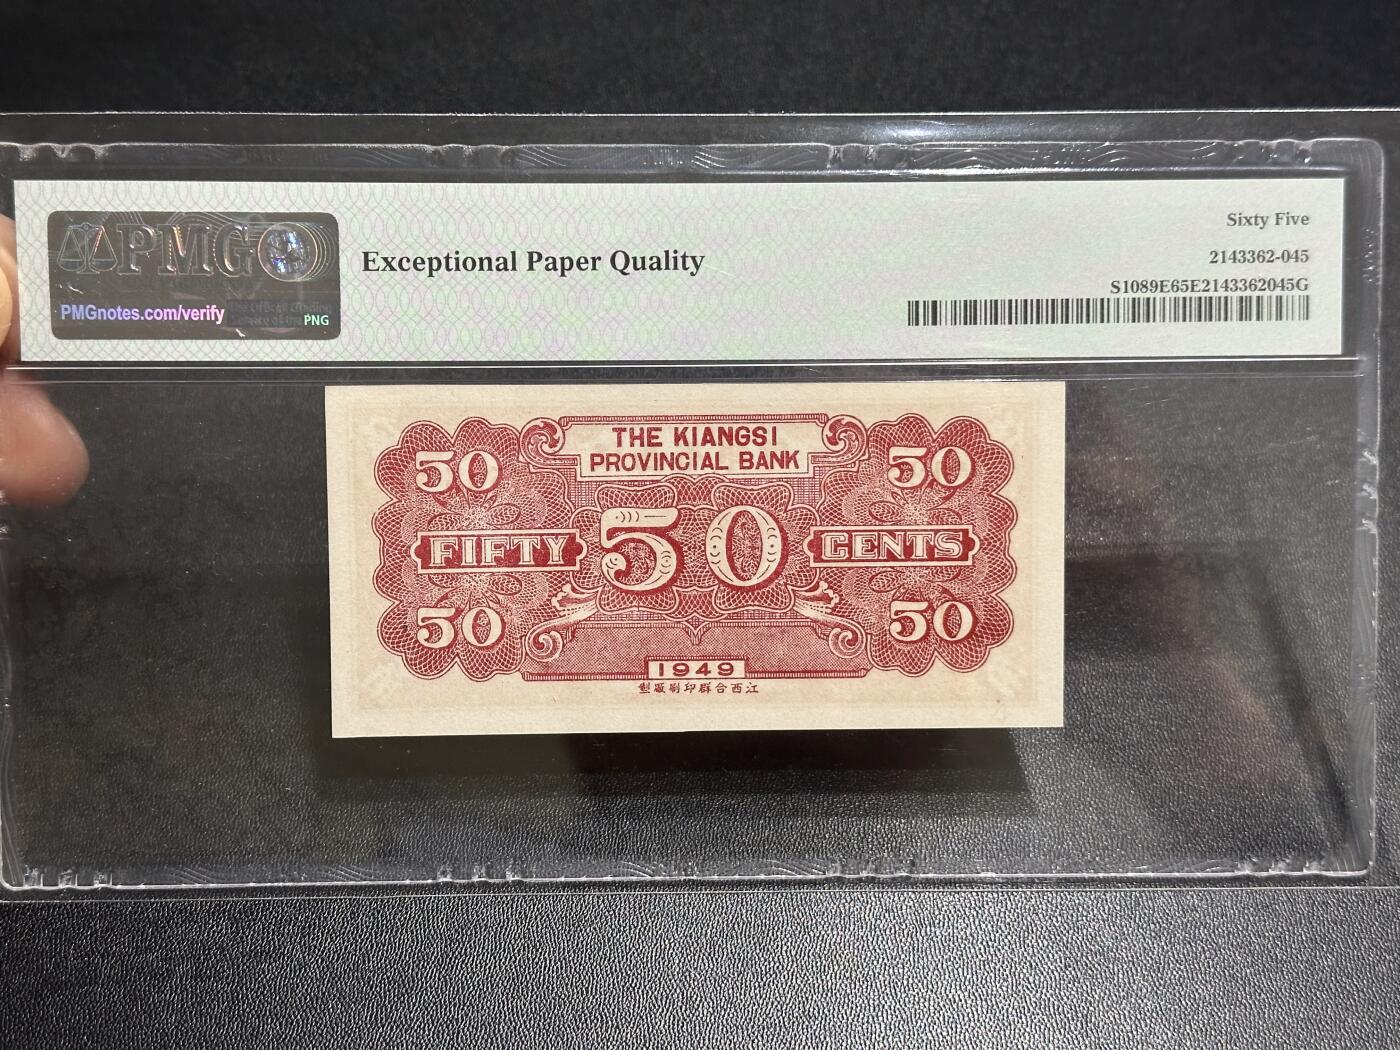 PMG
PMGnotes.com/verify
PNG
Exceptional Paper Quality
Sixty Five
2143362-045
S1089E65E2143362045G
THE KIANGSI
PROVINCIAL BANK
50
50
50
FIFTY
CENTS
50
50
1949
製廠刷印群合西江